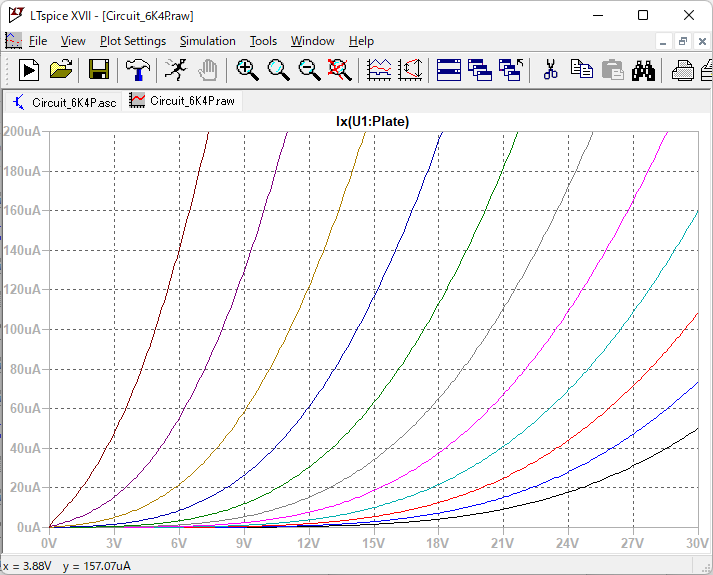 LTspice XVII - [Circuit_6K4P.raw]
File View Plot Settings Simulation Tools Window Help
Circuit_6K4P.asc Circuit_6K4P.raw
Ix(U1:Plate)
200uA
180uA
160uA
140uA
120uA
100uA
80uA
60uA
40uA
20uA
0uA
0V 3V 6V 9V 12V 15V 18V 21V 24V 27V 30V
x = 3.88V y = 157.07uA